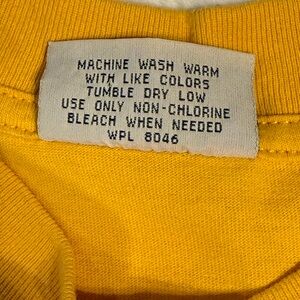 MACHINE WASH WARM
WITH LIKE COLORS
TUMBLE DRY LOW
USE ONLY NON-CHLORINE
BLEACH WHEN NEEDED
WPL 8046